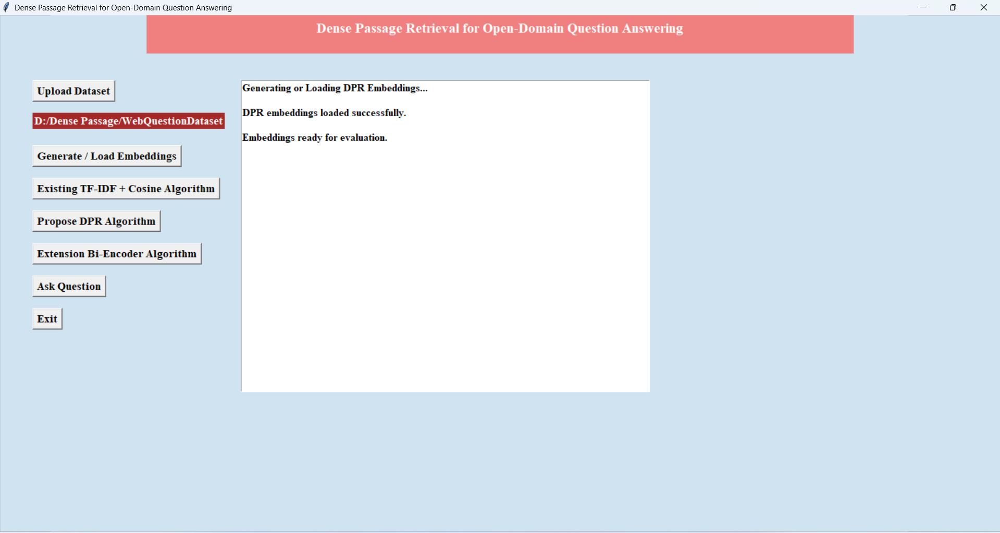 Dense Passage Retrieval for Open-Domain Question Answering
Dense Passage Retrieval for Open-Domain Question Answering
Upload Dataset
D:/Dense Passage/WebQuestionDataset
Generate / Load Embeddings
Existing TF-IDF + Cosine Algorithm
Propose DPR Algorithm
Extension Bi-Encoder Algorithm
Ask Question
Exit
Generating or Loading DPR Embeddings...
DPR embeddings loaded successfully.
Embeddings ready for evaluation.